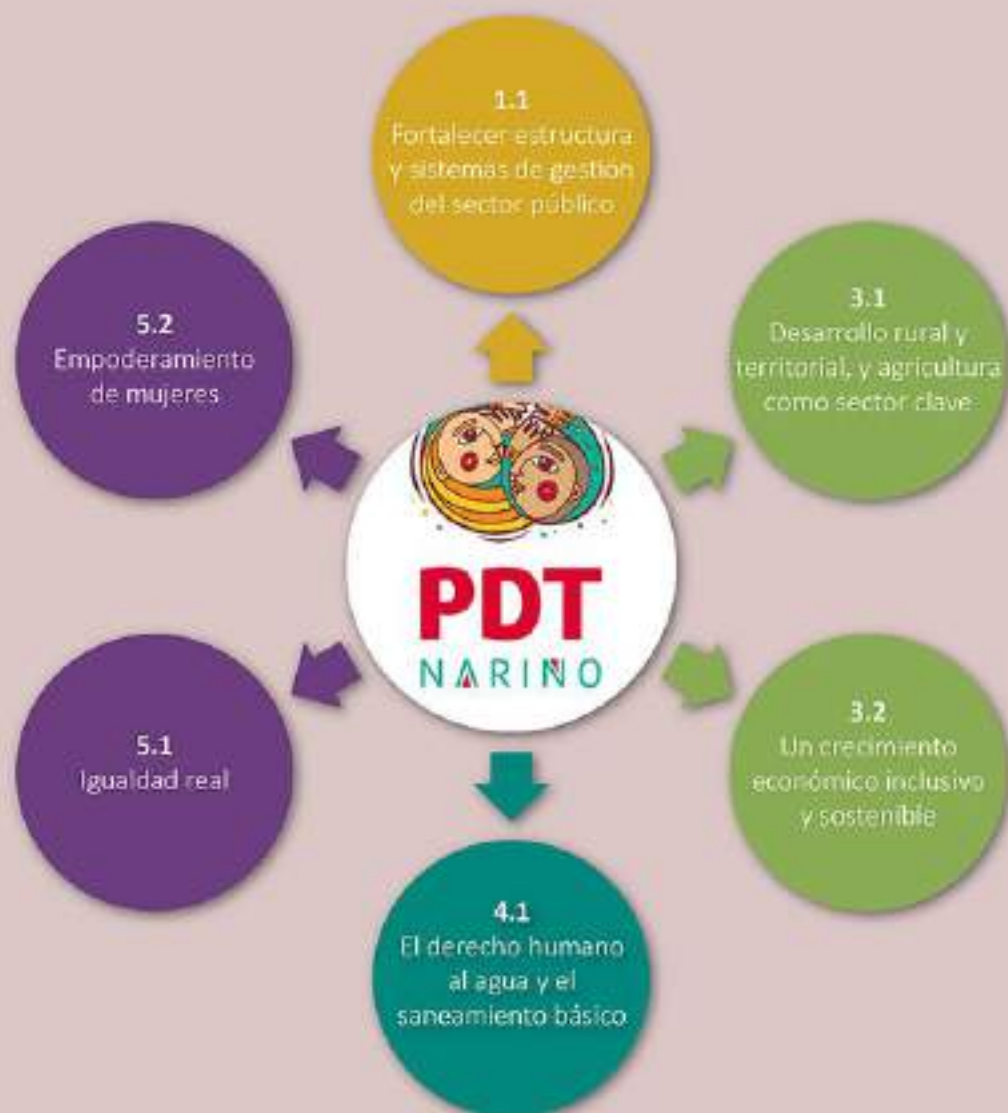 1.1
Fortalecer estructura
y sistemas de gestión
del sector público
3.1
Desarrollo rural y
territorial, y agricultura
como sector clave
3.2
Un crecimiento
económico inclusivo
y sostenible
4.1
El derecho humano
al agua y el
saneamiento básico
5.1
Igualdad real
5.2
Empoderamiento
de mujeres
PDT
NARIÑO